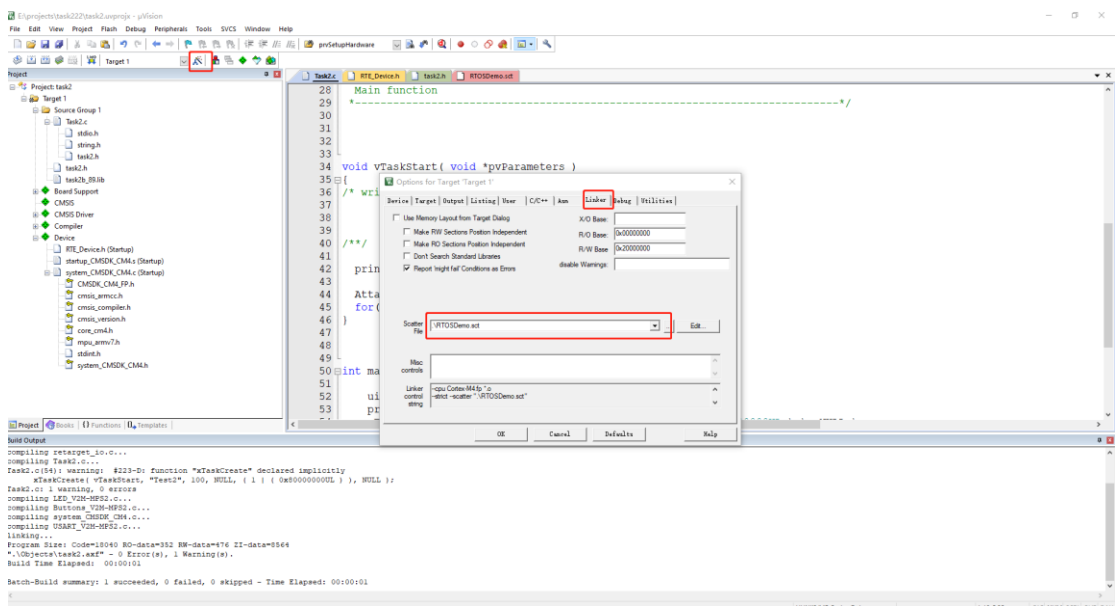 E:\projects\task222\task2.uvprojx - µVision
File Edit View Project Flash Debug Peripherals Tools SVCS Window Help
prvSetupHardware
Target 1
Project
Project: task2
Target 1
Source Group 1
Task2.c
stdio.h
string.h
task2.h
task2.h
task2b_89.lib
Board Support
CMSIS
CMSIS Driver
Compiler
Device
RTE_Device.h (Startup)
startup_CMSDK_CM4.s (Startup)
system_CMSDK_CM4.c (Startup)
CMSDK_CM4_FP.h
cmsis_armcc.h
cmsis_compiler.h
cmsis_version.h
core_cm4.h
mpu_armv7.h
stdint.h
system_CMSDK_CM4.h
Project Books Functions Templates
Task2.c RTE_Device.h task2.h RTOSDemo.sct
28 Main function
29 *---------------------------------------------------------------------------*/
30
31
32
33
34 void vTaskStart( void *pvParameters )
35 {
36 /* wri
37
38
39
40 /**/
41
42 prin
43
44 Atta
45 for(
46 }
47
48
49
50 int ma
51
52 ui
53 pr
Options for Target 'Target 1'
Device Target Output Listing User C/C++ Asm Linker Debug Utilities
Use Memory Layout from Target Dialog
Make RW Sections Position Independent
Make RO Sections Position Independent
Don't Search Standard Libraries
Report 'might fail' Conditions as Errors
X/O Base:
R/O Base: 0x00000000
R/W Base 0x20000000
disable Warnings:
Scatter File .\RTOSDemo.sct ... Edit...
Misc controls
Linker control string
--cpu Cortex-M4.fp *.o
--strict --scatter ".\RTOSDemo.sct"
OK Cancel Defaults Help
Build Output
compiling retarget_io.c...
compiling Task2.c...
Task2.c(54): warning: #223-D: function "xTaskCreate" declared implicitly
xTaskCreate( vTaskStart, "Test2", 100, NULL, ( 1 | ( 0x80000000UL ) ), NULL );
Task2.c: 1 warning, 0 errors
compiling LED_V2M-MPS2.c...
compiling Buttons_V2M-MPS2.c...
compiling system_CMSDK_CM4.c...
compiling USART_V2M-MPS2.c...
linking...
Program Size: Code=18040 RO-data=352 RW-data=476 ZI-data=8564
".\Objects\task2.axf" - 0 Error(s), 1 Warning(s).
Build Time Elapsed: 00:00:01
Batch-Build summary: 1 succeeded, 0 failed, 0 skipped - Time Elapsed: 00:00:01